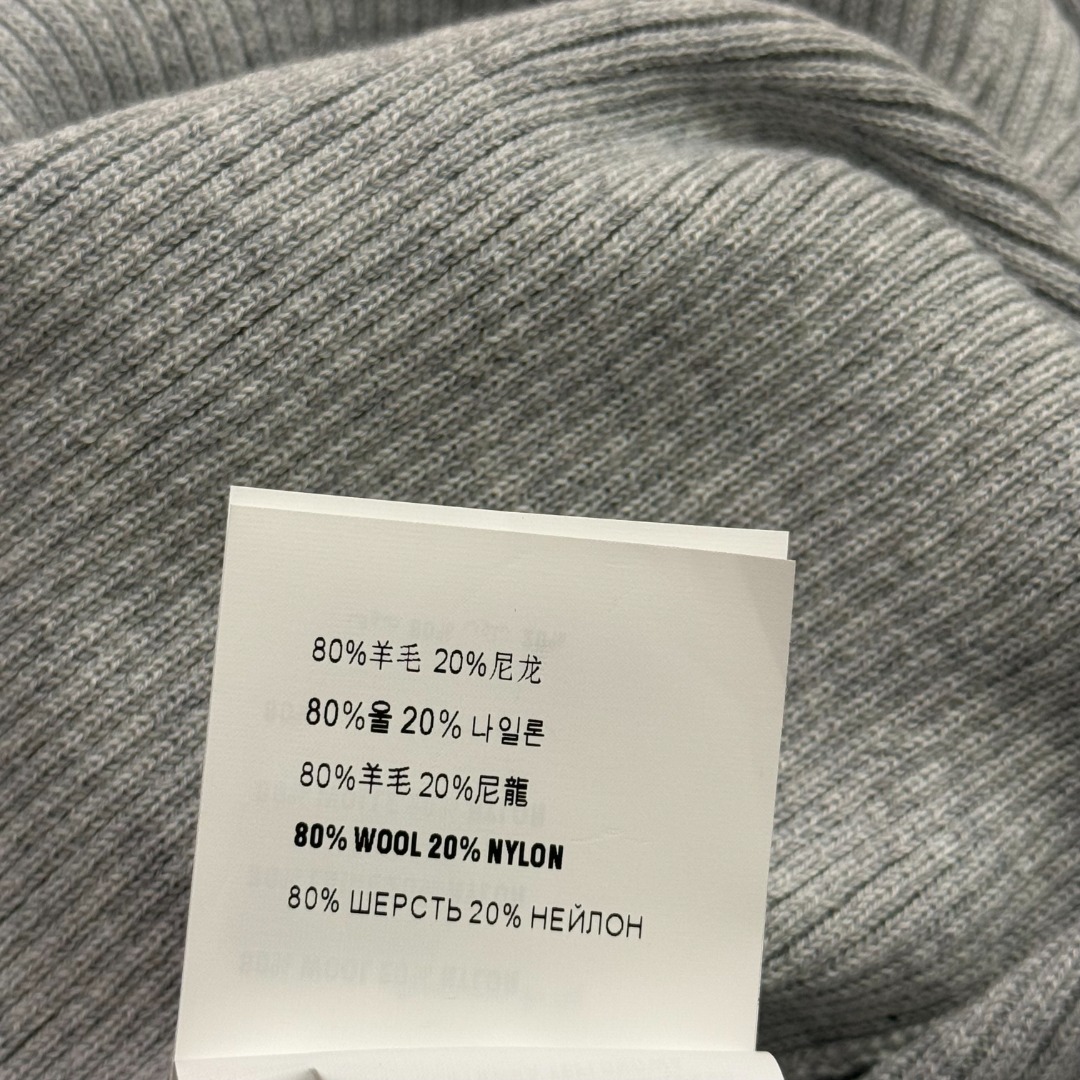 80%羊毛 20%尼龙
80%울 20% 나일론
80%羊毛 20%尼龍
80% WOOL 20% NYLON
80% ШЕРСТЬ 20% НЕЙЛОН